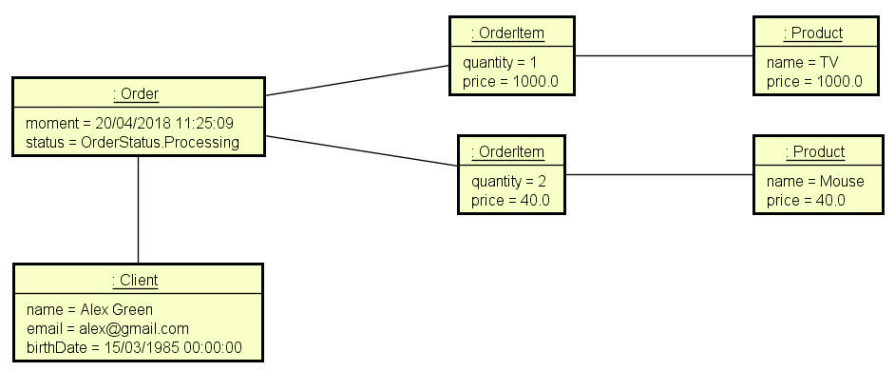 : OrderItem
quantity = 1
price = 1000.0
: Product
name = TV
price = 1000.0
: Order
moment = 20/04/2018 11:25:09
status = OrderStatus.Processing
: OrderItem
quantity = 2
price = 40.0
: Product
name = Mouse
price = 40.0
: Client
name = Alex Green
email = alex@gmail.com
birthDate = 15/03/1985 00:00:00